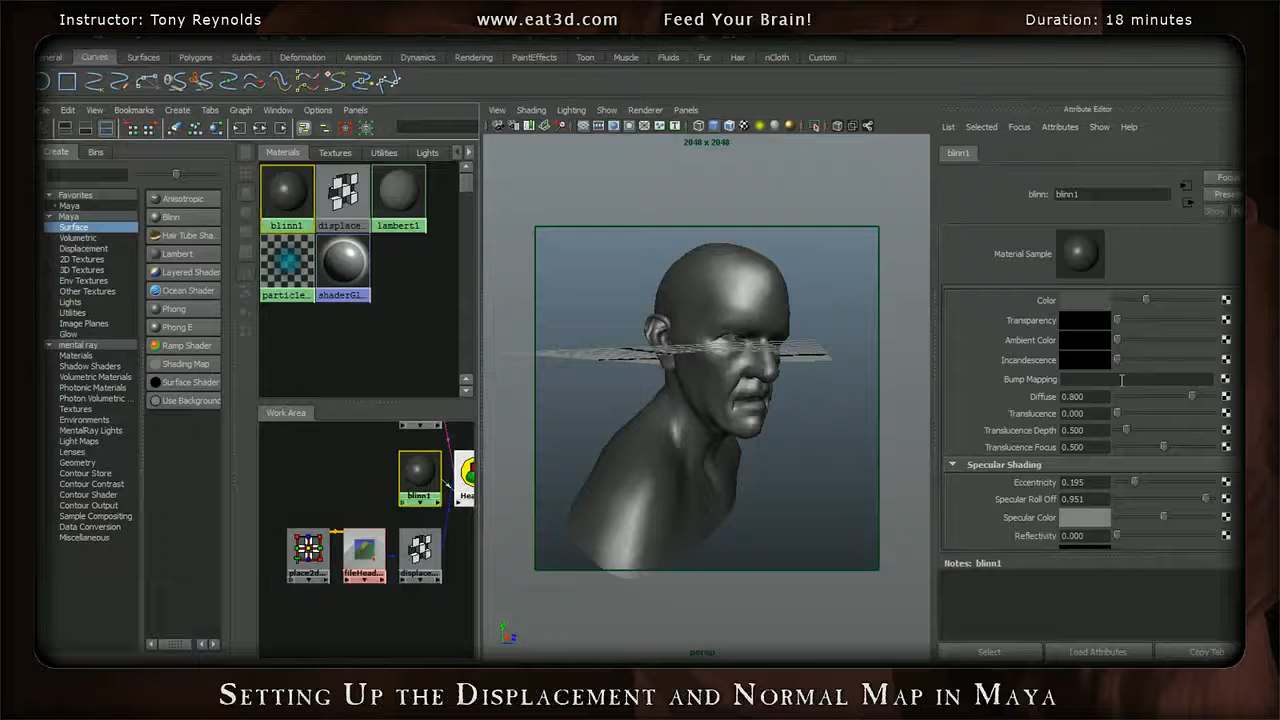 Instructor: Tony Reynolds
www.eat3d.com
Feed Your Brain!
Duration: 18 minutes
Curves Surfaces Polygons Subdivs Deformation Animation Dynamics Rendering PaintEffects Toon Muscle Fluids Fur Hair nCloth Custom
Edit View Bookmarks Create Tabs Graph Window Options Panels
View Shading Lighting Show Renderer Panels
Attribute Editor
List Selected Focus Attributes Show Help
2048 x 2048
Create Bins
Materials Textures Utilities Lights
blinn1
blinn: blinn1
Focu
Prese
Show
Favorites
Maya
Maya
Surface
Volumetric
Displacement
2D Textures
3D Textures
Env Textures
Other Textures
Lights
Utilities
Image Planes
Glow
mental ray
Materials
Shadow Shaders
Volumetric Materials
Photonic Materials
Photon Volumetric ...
Textures
Environments
MentalRay Lights
Light Maps
Lenses
Geometry
Contour Store
Contour Contrast
Contour Shader
Contour Output
Sample Compositing
Data Conversion
Miscellaneous
Anisotropic
Blinn
Hair Tube Sha..
Lambert
Layered Shader
Ocean Shader
Phong
Phong E
Ramp Shader
Shading Map
Surface Shader
Use Background
blinn1 displace... lambert1
particle... shaderGl...
Work Area
blinn1
Hea
place2d... fileHead... displace...
persp
Material Sample
Color
Transparency
Ambient Color
Incandescence
Bump Mapping
Diffuse 0.800
Translucence 0.000
Translucence Depth 0.500
Translucence Focus 0.500
Specular Shading
Eccentricity 0.195
Specular Roll Off 0.951
Specular Color
Reflectivity 0.000
Notes: blinn1
Select Load Attributes Copy Tab
Setting Up the Displacement and Normal Map in Maya